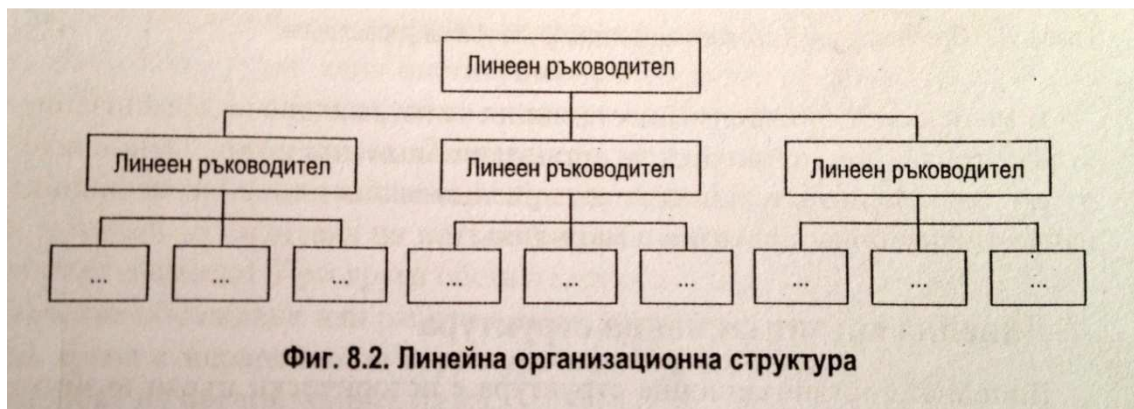 Линеен ръководител
Линеен ръководител Линеен ръководител Линеен ръководител
... ... ... ... ... ... ... ... ...
Фиг. 8.2. Линейна организационна структура